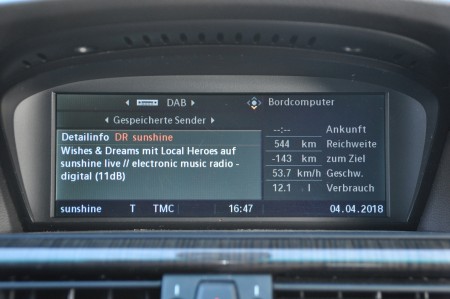 DAB
Bordcomputer
Gespeicherte Sender
Detailinfo DR sunshine
Wishes & Dreams mit Local Heroes auf
sunshine live // electronic music radio -
digital (11dB)
--:-- Ankunft
544 km Reichweite
-143 km zum Ziel
53.7 km/h Geschw.
12.1 l Verbrauch
sunshine T TMC 16:47 04.04.2018